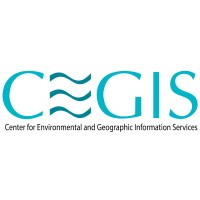 CEGIS
Center for Environmental and Geographic Information Services